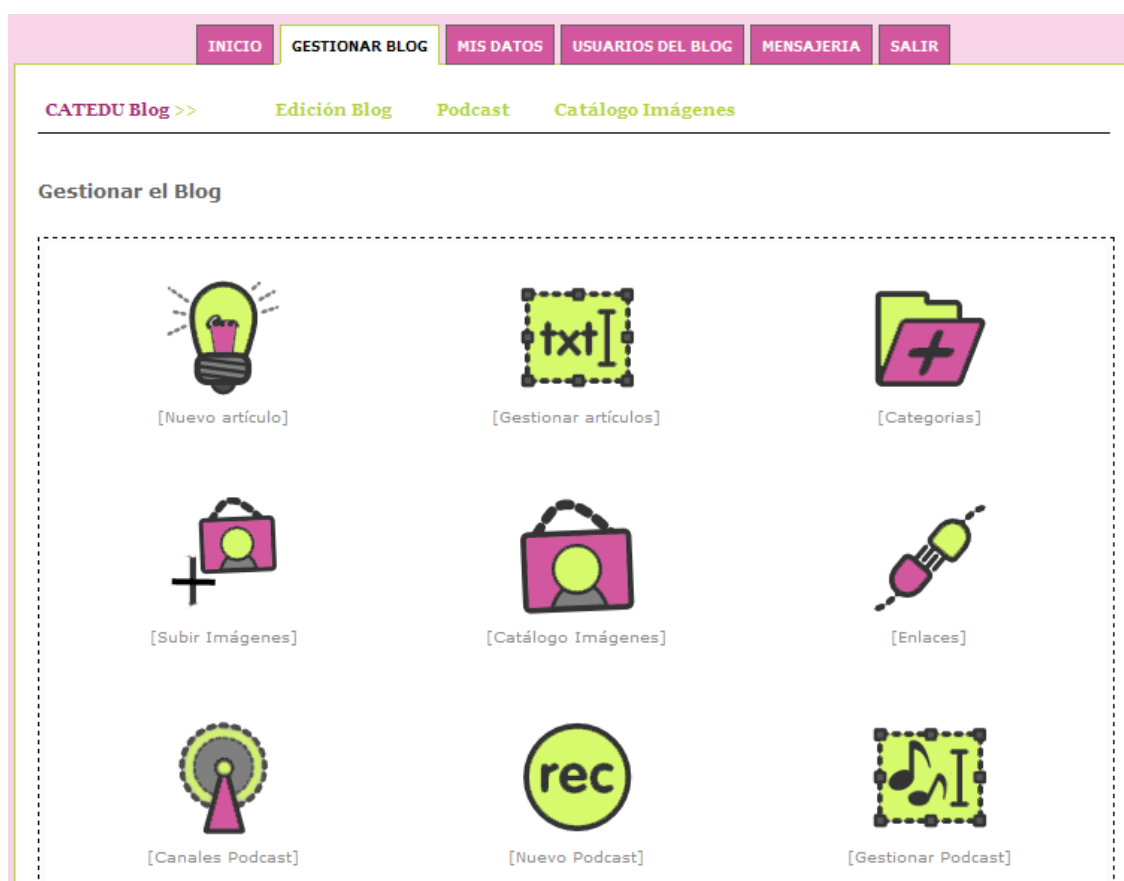 INICIO GESTIONAR BLOG MIS DATOS USUARIOS DEL BLOG MENSAJERIA SALIR
CATEDU Blog >> Edición Blog Podcast Catálogo Imágenes
Gestionar el Blog
txt
[Nuevo artículo] [Gestionar artículos] [Categorias]
[Subir Imágenes] [Catálogo Imágenes] [Enlaces]
rec
[Canales Podcast] [Nuevo Podcast] [Gestionar Podcast]